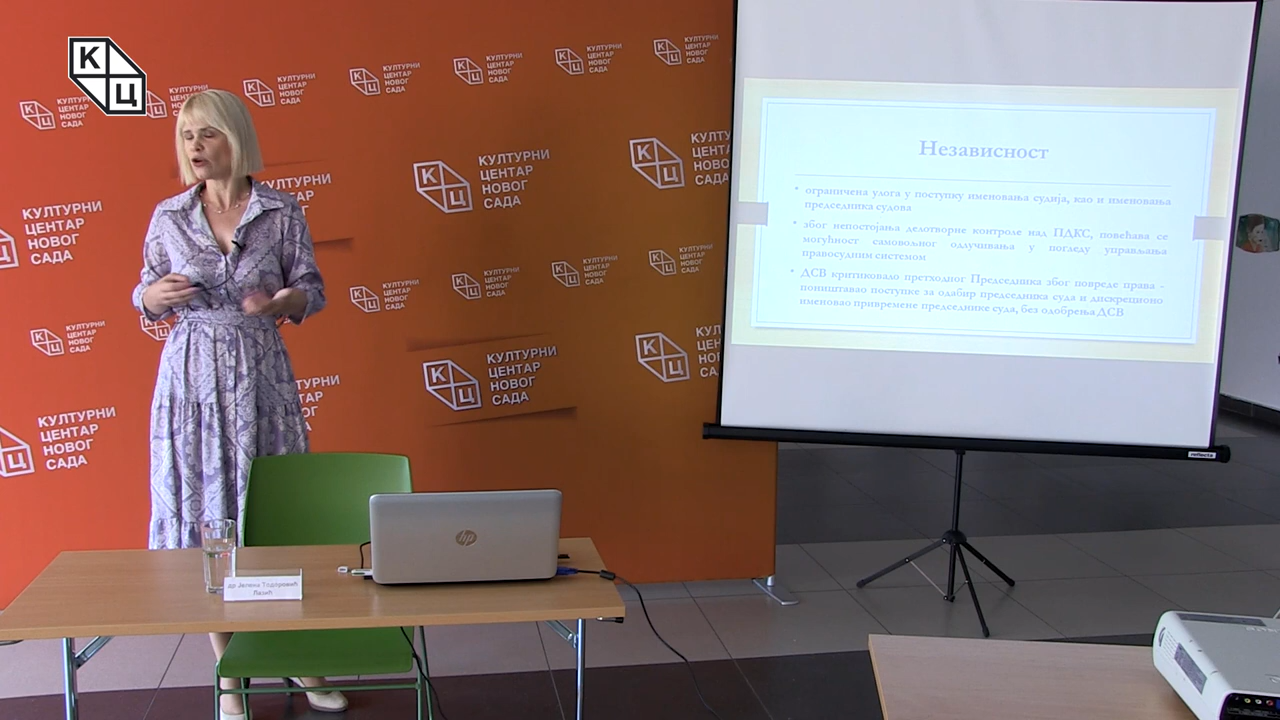 К
Ц
КУЛТУРНИ
ЦЕНТАР
НОВОГ
САДА
Независност
• ограничена улога у поступку именовања судија, као и именовања
председника судова
• због непостојања делотворне контроле над ПДКС, повећава се
могућност самовољног одлучивања у погледу управљања
правосудним системом
• ДСВ критиковало претходног Председника због повреде права -
поништавао поступке за одабир председника суда и дискреционо
именовао привремене председнике суда, без одобрења ДСВ
reflecta
hp
др Јелена Тодоровић
Лазић